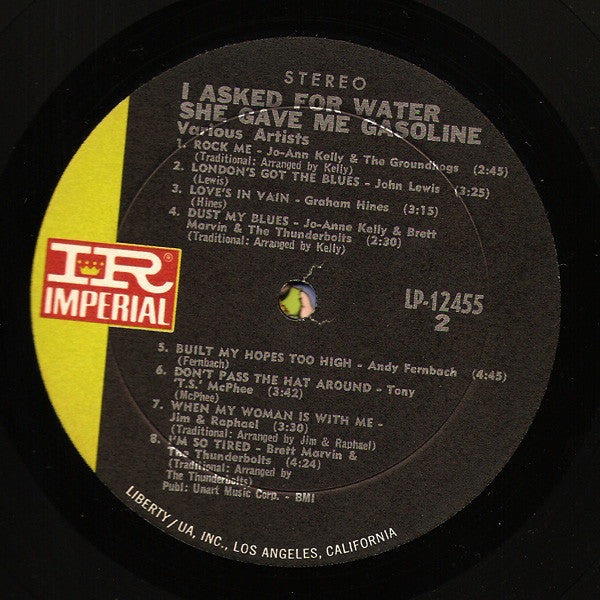 STEREO
I ASKED FOR WATER
SHE GAVE ME GASOLINE
Various Artists
1. ROCK ME - Jo-Ann Kelly & The Groundhogs (2:45)
(Traditional: Arranged by Kelly)
2. LONDON'S GOT THE BLUES - John Lewis (3:25)
(Lewis)
3. LOVE'S IN VAIN - Graham Hines (3:15)
(Hines)
4. DUST MY BLUES - Jo-Anne Kelly & Brett
Marvin & The Thunderbolts (2:30)
(Traditional: Arranged by Kelly)
IR®
IMPERIAL
LP-12455
2
5. BUILT MY HOPES TOO HIGH - Andy Fernbach (4:45)
(Fernbach)
6. DON'T PASS THE HAT AROUND - Tony
'T.S.' McPhee (3:42)
(McPhee)
7. WHEN MY WOMAN IS WITH ME -
Jim & Raphael (3:30)
(Traditional: Arranged by Jim & Raphael)
8. I'M SO TIRED - Brett Marvin &
The Thunderbolts (4:24)
(Traditional: Arranged by
The Thunderbolts)
Publ: Unart Music Corp. - BMI
LIBERTY/UA, INC., LOS ANGELES, CALIFORNIA